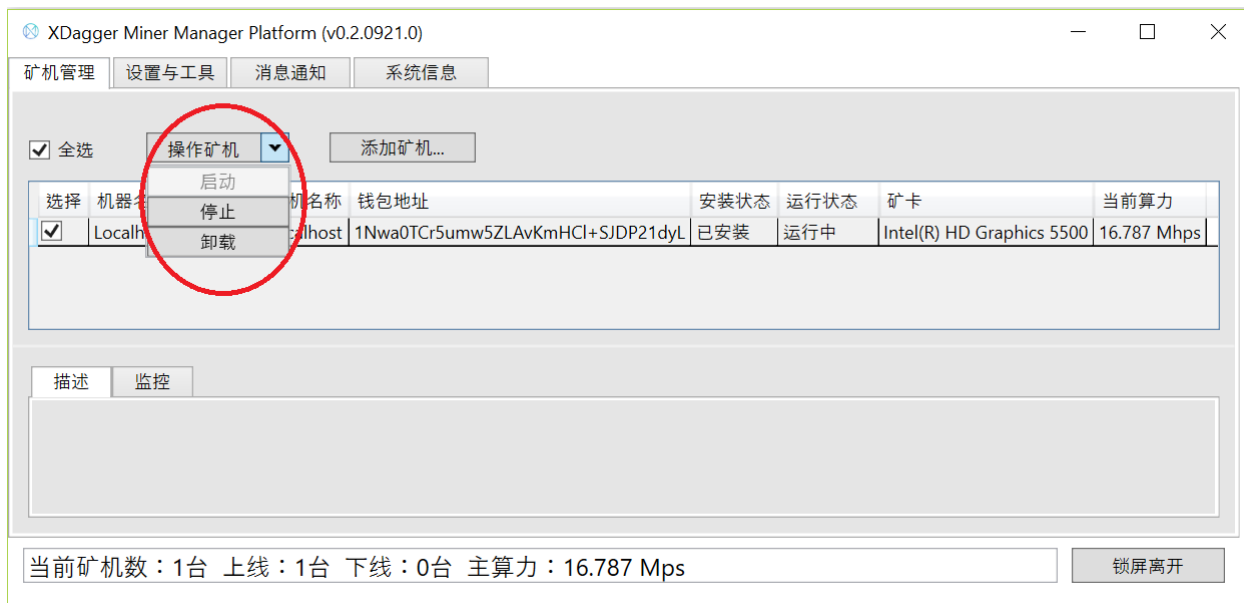 XDagger Miner Manager Platform (v0.2.0921.0)
矿机管理 设置与工具 消息通知 系统信息
全选 操作矿机 添加矿机...
启动
停止
卸载
选择 机器名 机名称 钱包地址 安装状态 运行状态 矿卡 当前算力
Localh alhost 1Nwa0TCr5umw5ZLAvKmHCl+SJDP21dyL 已安装 运行中 Intel(R) HD Graphics 5500 16.787 Mhps
描述 监控
当前矿机数：1台 上线：1台 下线：0台 主算力：16.787 Mps
锁屏离开